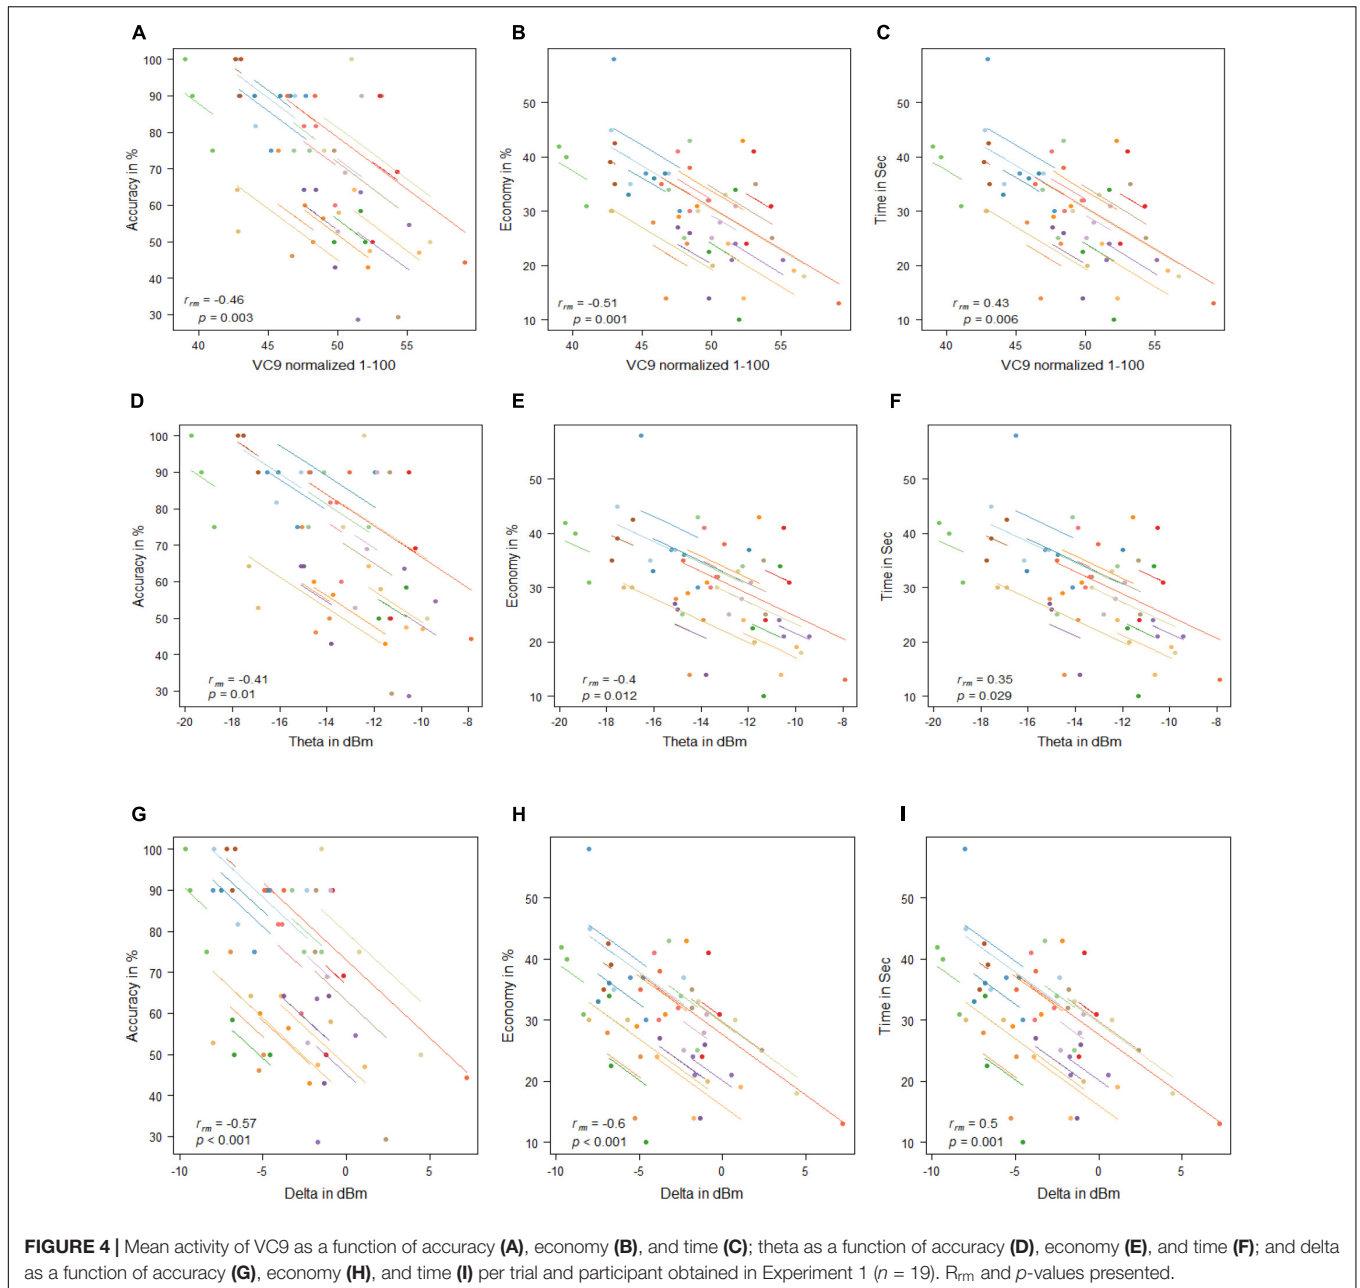 A
B
C
Accuracy in %
100
90
80
70
60
50
40
30
r_rm = -0.46
p = 0.003
40
45
50
55
VC9 normalized 1-100
Economy in %
50
40
30
20
10
r_rm = -0.51
p = 0.001
40
45
50
55
VC9 normalized 1-100
Time in Sec
50
40
30
20
10
r_rm = 0.43
p = 0.006
40
45
50
55
VC9 normalized 1-100
D
E
F
Accuracy in %
100
90
80
70
60
50
40
30
r_rm = -0.41
p = 0.01
-20
-18
-16
-14
-12
-10
-8
Theta in dBm
Economy in %
50
40
30
20
10
r_rm = -0.4
p = 0.012
-20
-18
-16
-14
-12
-10
-8
Theta in dBm
Time in Sec
50
40
30
20
10
r_rm = 0.35
p = 0.029
-20
-18
-16
-14
-12
-10
-8
Theta in dBm
G
H
I
Accuracy in %
100
90
80
70
60
50
40
30
r_rm = -0.57
p < 0.001
-10
-5
0
5
Delta in dBm
Economy in %
50
40
30
20
10
r_rm = -0.6
p < 0.001
-10
-5
0
5
Delta in dBm
Time in Sec
50
40
30
20
10
r_rm = 0.5
p = 0.001
-10
-5
0
5
Delta in dBm
FIGURE 4 | Mean activity of VC9 as a function of accuracy (A), economy (B), and time (C); theta as a function of accuracy (D), economy (E), and time (F); and delta
as a function of accuracy (G), economy (H), and time (I) per trial and participant obtained in Experiment 1 (n = 19). R_rm and p-values presented.